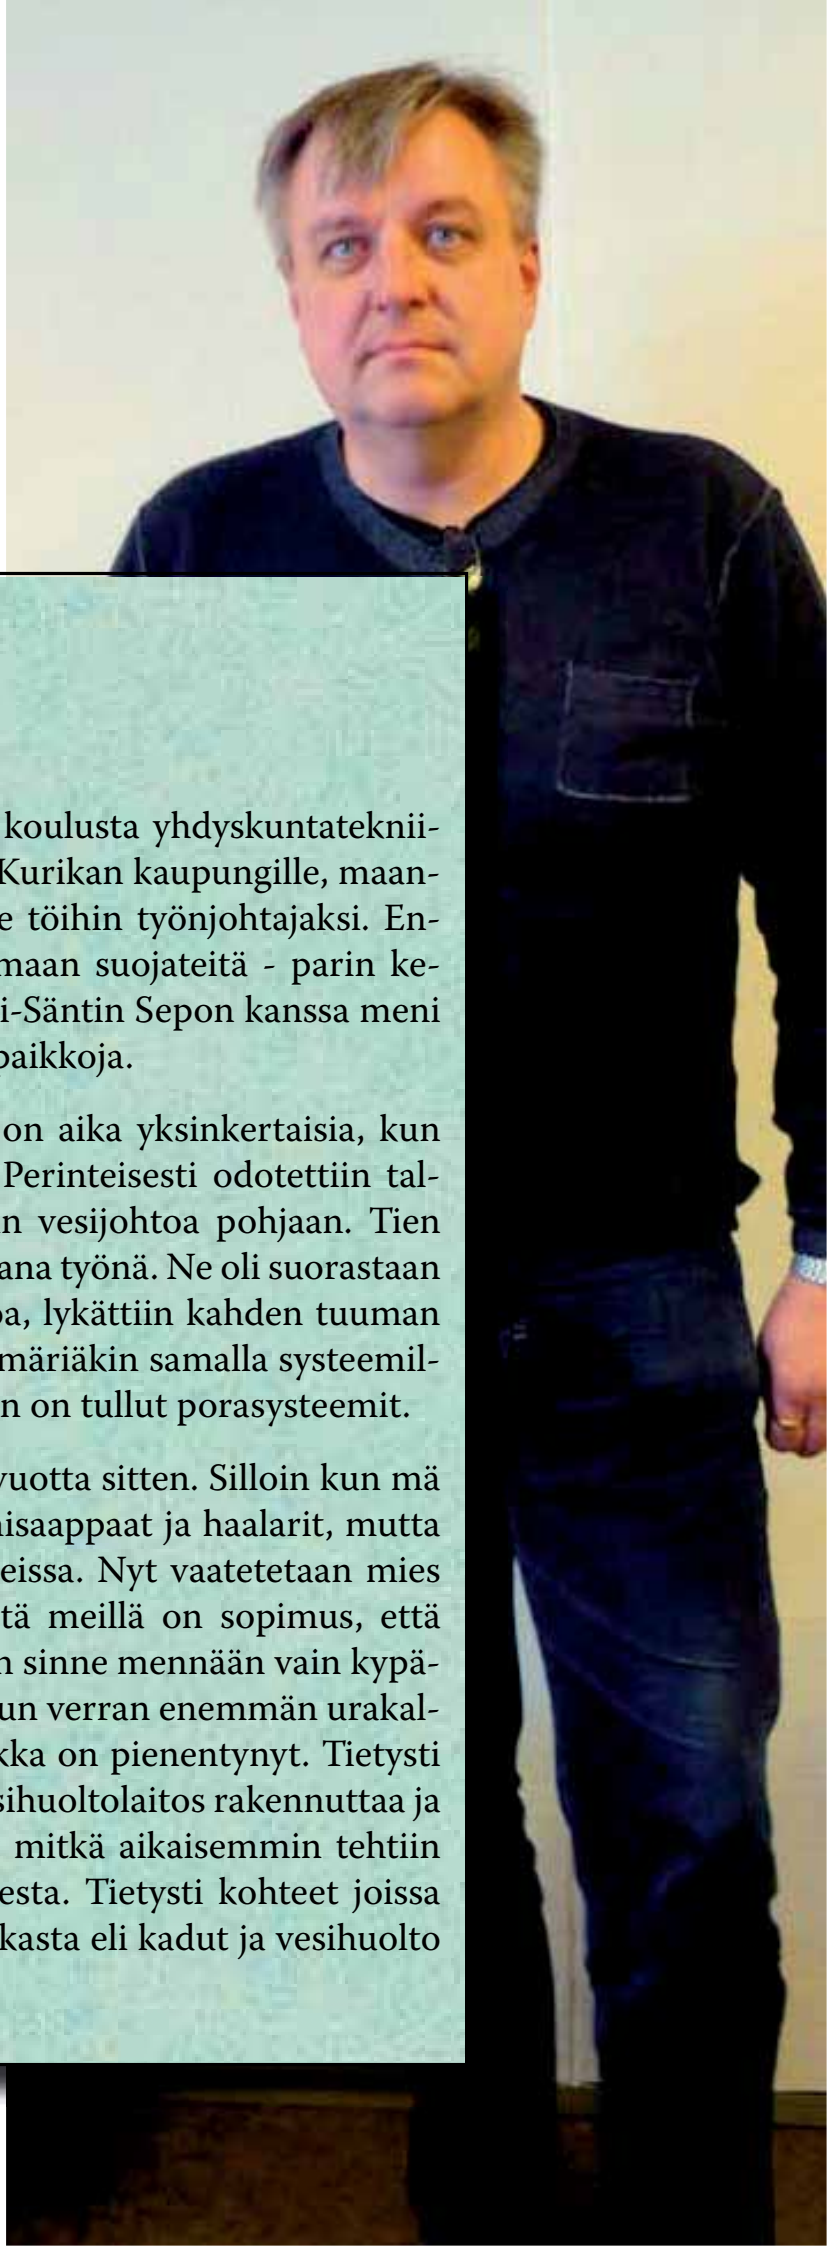 koulusta yhdyskuntateknii-
Kurikan kaupungille, maan-
e töihin työnjohtajaksi. En-
maan suojateitä - parin ke-
i-Säntin Sepon kanssa meni
paikkoja.
on aika yksinkertaisia, kun
Perinteisesti odotettiin tal-
n vesijohtoa pohjaan. Tien
ana työnä. Ne oli suorastaan
oa, lykättiin kahden tuuman
märiäkin samalla systeemil-
n on tullut porasysteemit.
vuotta sitten. Silloin kun mä
nisaappaat ja haalarit, mutta
eissa. Nyt vaatetetaan mies
tä meillä on sopimus, että
n sinne mennään vain kypä-
un verran enemmän urakal-
kka on pienentynyt. Tietysti
sihuoltolaitos rakennuttaa ja
mitkä aikaisemmin tehtiin
esta. Tietysti kohteet joissa
kasta eli kadut ja vesihuolto